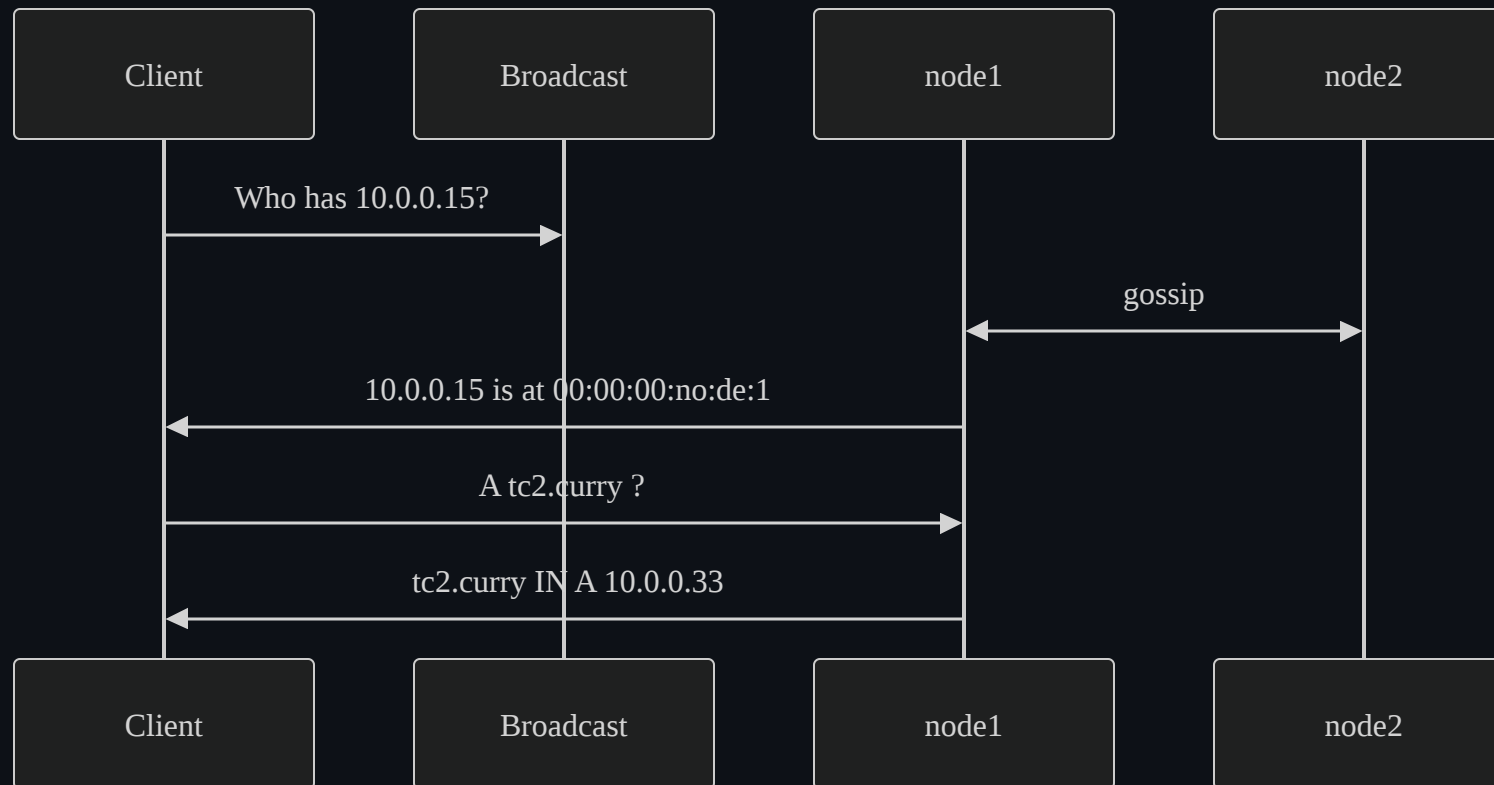 Client
Broadcast
node1
node2
Who has 10.0.0.15?
gossip
10.0.0.15 is at 00:00:00:no:de:1
A tc2.curry ?
tc2.curry IN A 10.0.0.33
Client
Broadcast
node1
node2